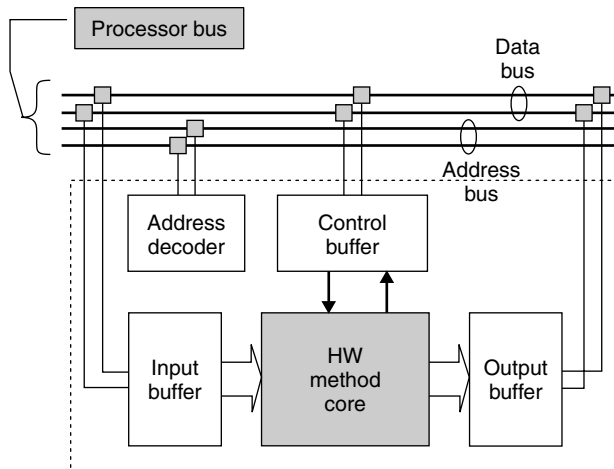 Processor bus
Data
bus
Address
bus
Address
decoder
Control
buffer
Input
buffer
HW
method
core
Output
buffer